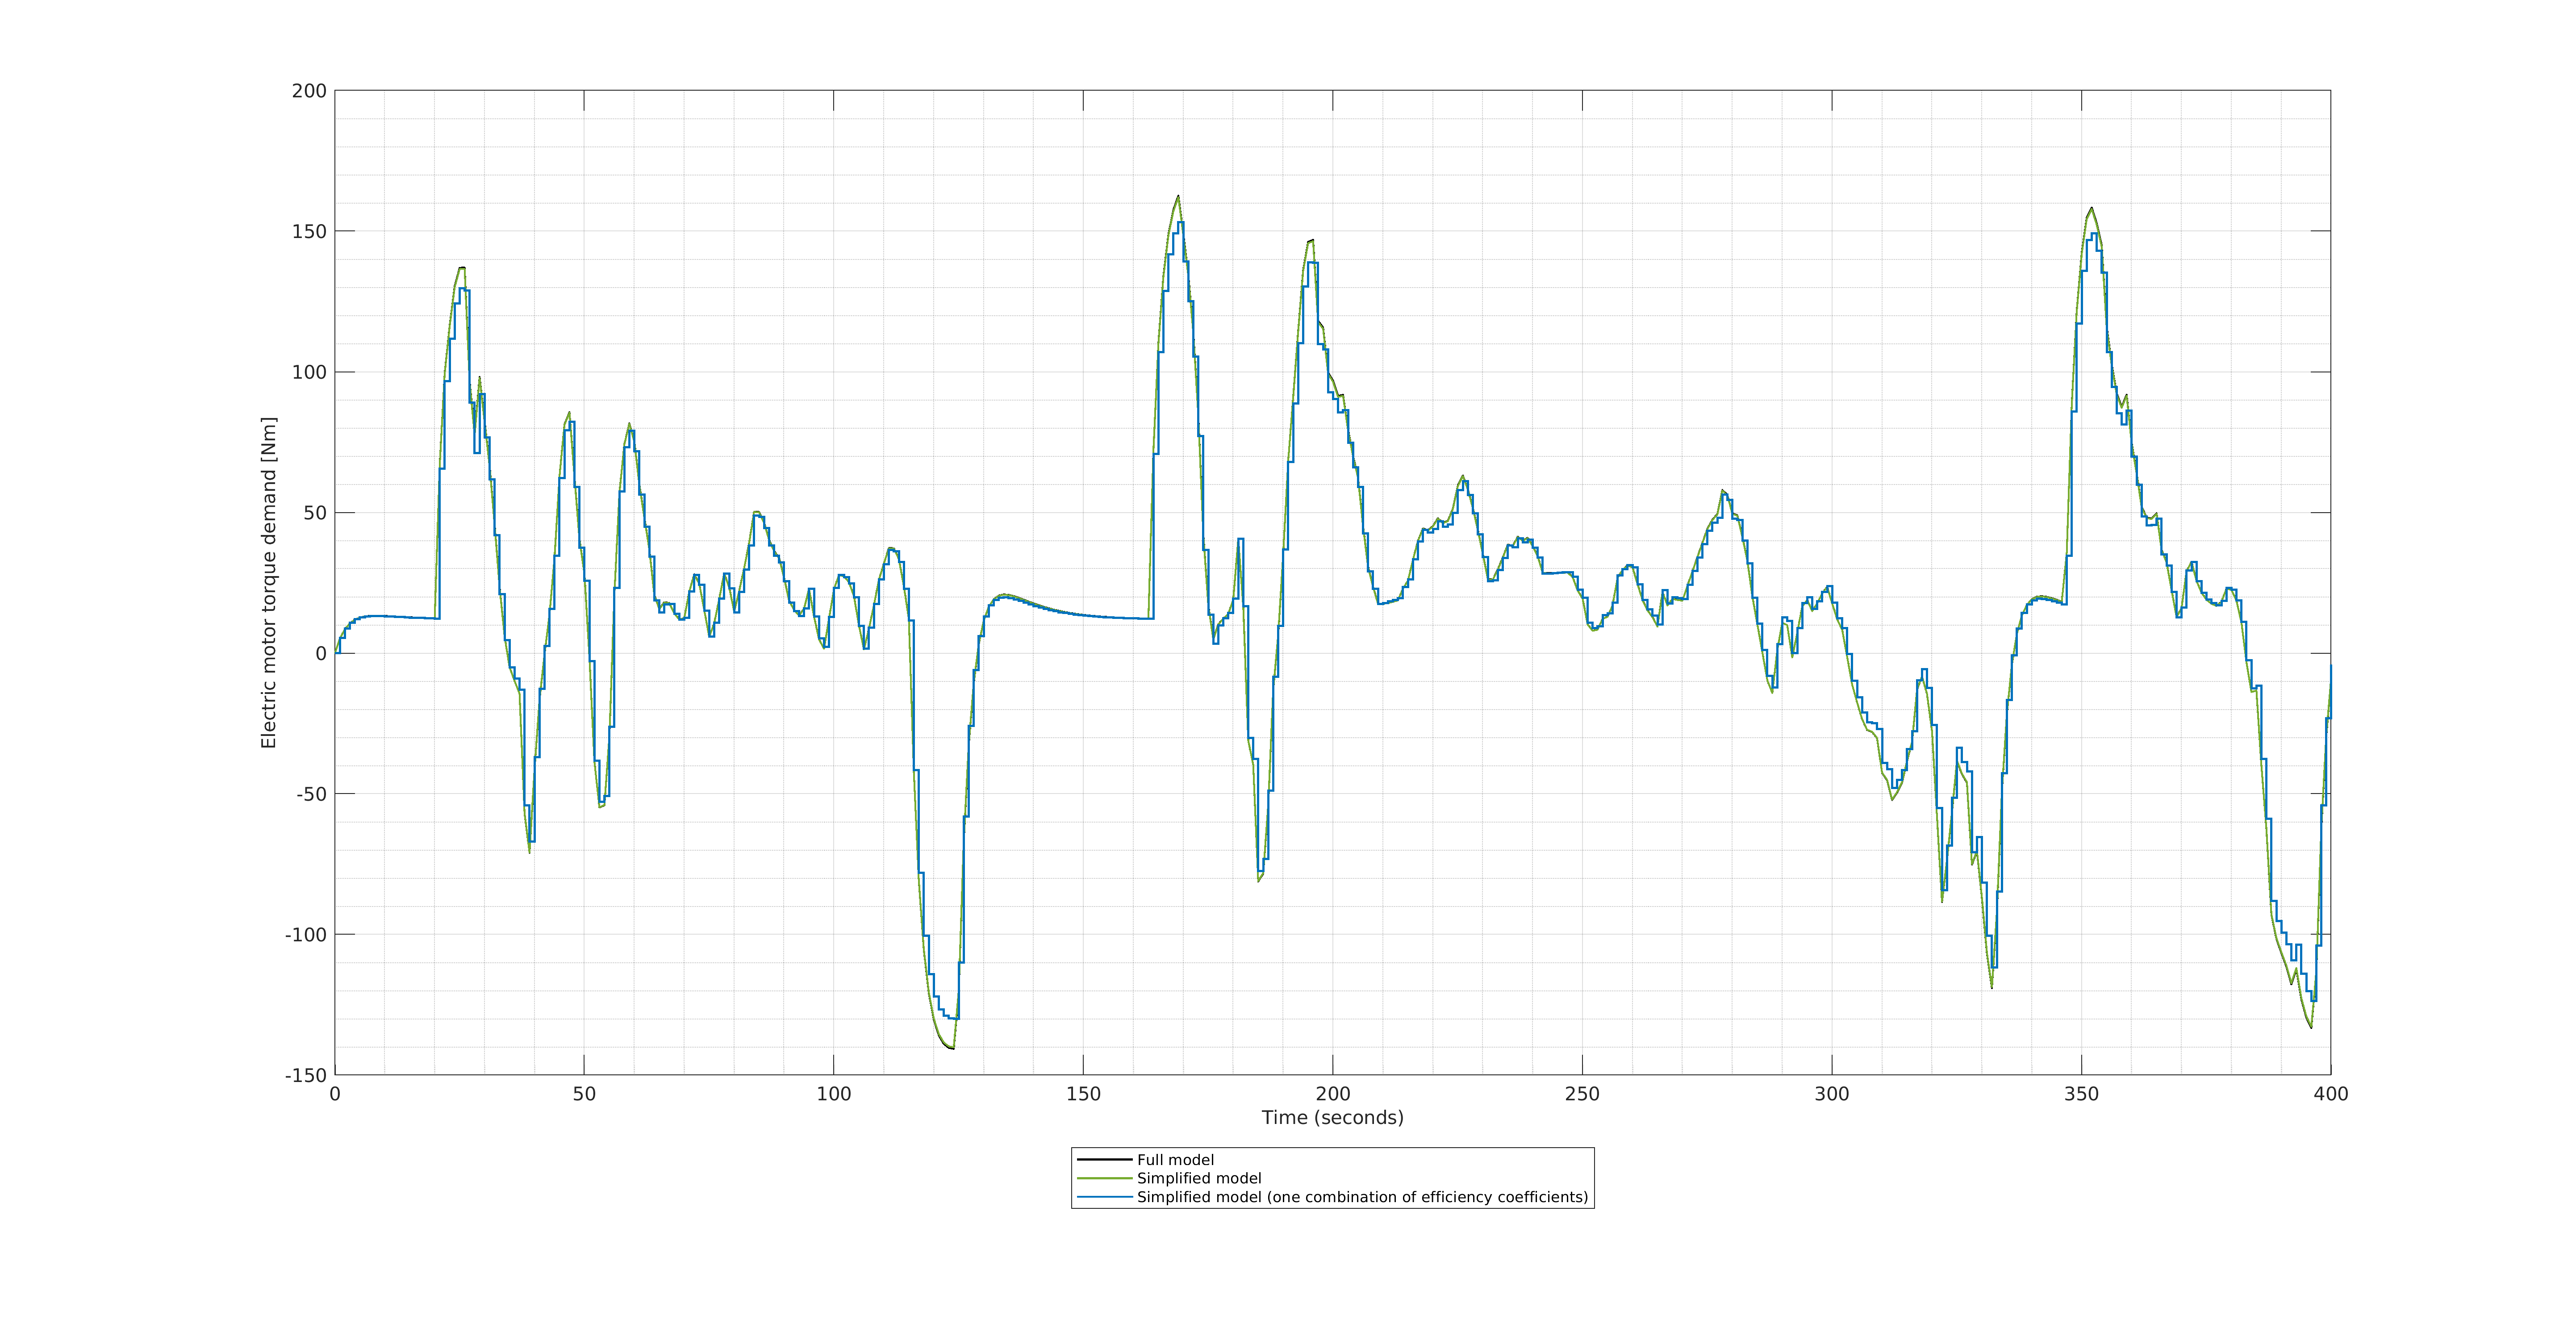 200
150
100
50
0
-50
-100
-150
Electric motor torque demand [Nm]
0 50 100 150 200 250 300 350 400
Time (seconds)
Full model
Simplified model
Simplified model (one combination of efficiency coefficients)